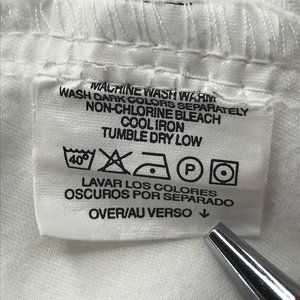 MACHINE WASH WARM
WASH DARK COLORS SEPARATELY
NON-CHLORINE BLEACH
COOL IRON
TUMBLE DRY LOW
40° P
LAVAR LOS COLORES
OSCUROS POR SEPARADO
OVER/AU VERSO ↓